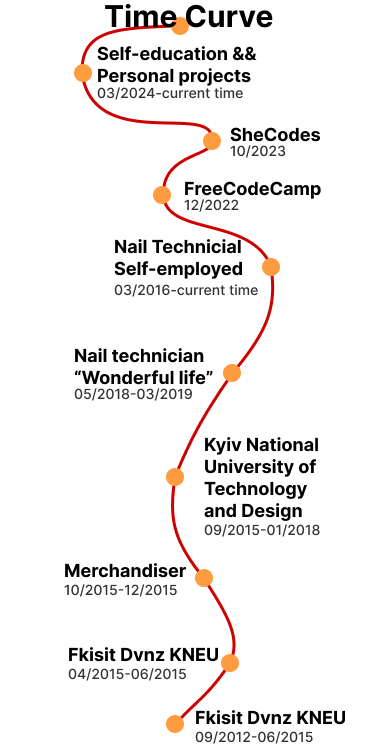 Time Curve
Self-education &&
Personal projects
03/2024-current time
SheCodes
10/2023
FreeCodeCamp
12/2022
Nail Technicial
Self-employed
03/2016-current time
Nail technician
“Wonderful life”
05/2018-03/2019
Kyiv National
University of
Technology
and Design
09/2015-01/2018
Merchandiser
10/2015-12/2015
Fkisit Dvnz KNEU
04/2015-06/2015
Fkisit Dvnz KNEU
09/2012-06/2015